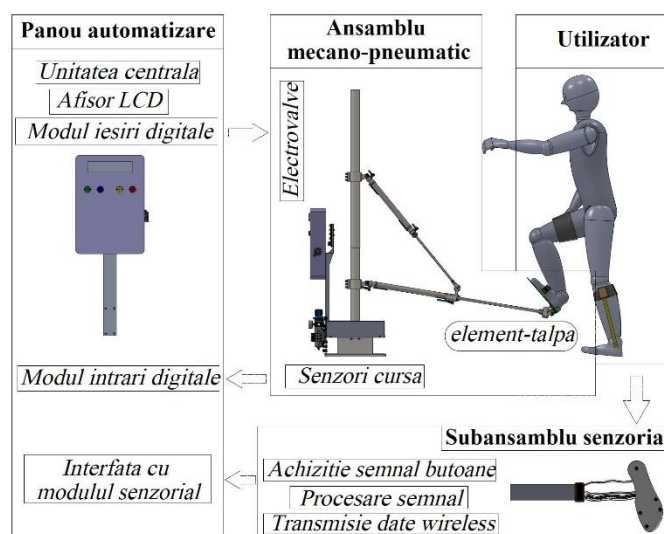 Panou automatizare
Unitatea centrala
Afisor LCD
Modul iesiri digitale
Modul intrari digitale
Interfata cu
modulul senzorial
Ansamblu
mecano-pneumatic
Electrovalve
Senzori cursa
Utilizator
element-talpa
Subansamblu senzoria
Achizitie semnal butoane
Procesare semnal
Transmisie date wireless